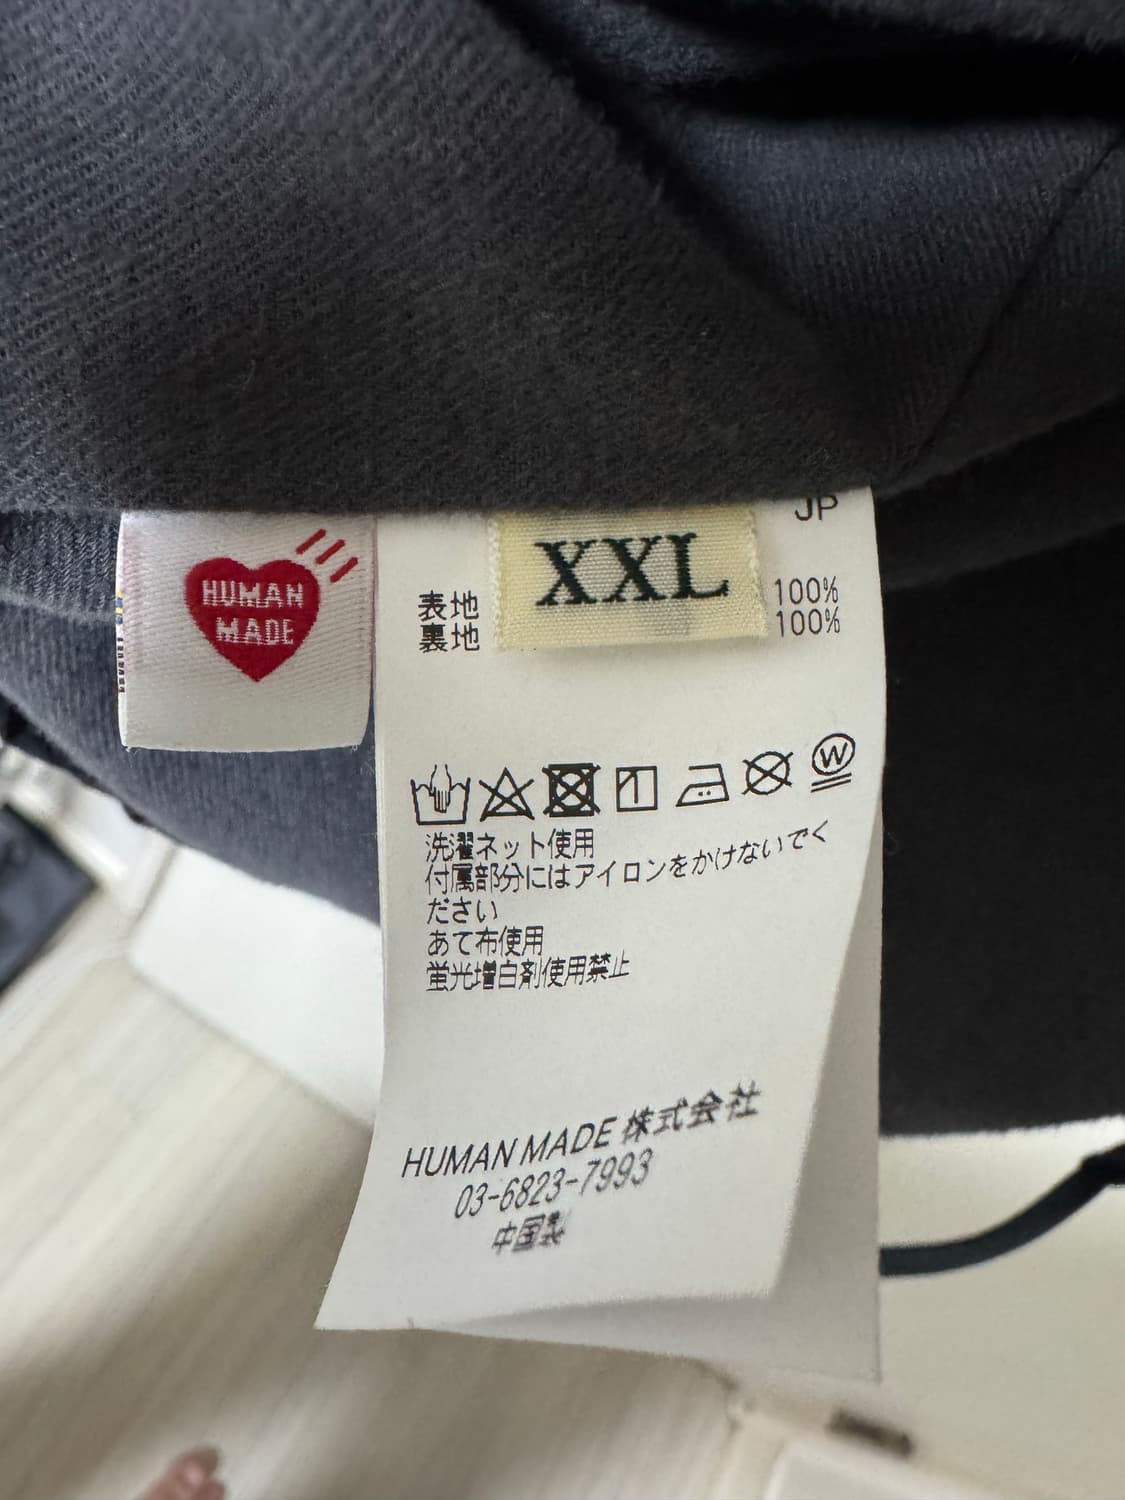 HUMAN
MADE
JP
XXL
表地 100%
裏地 100%
W
洗濯ネット使用
付属部分にはアイロンをかけないでく
ださい
あて布使用
蛍光増白剤使用禁止
HUMAN MADE 株式会社
03-6823-7993
中国製